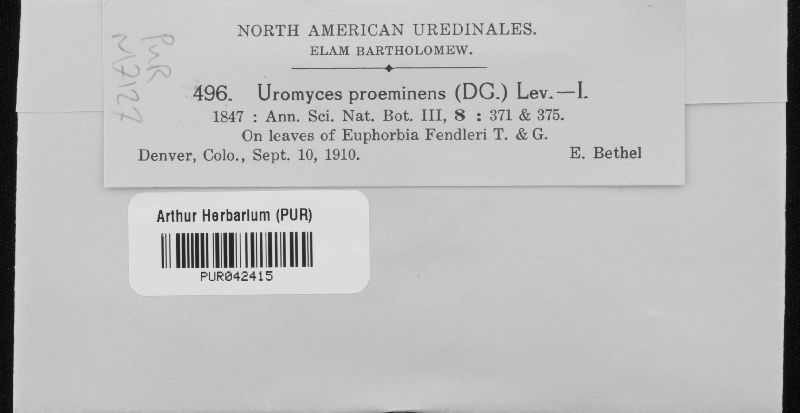 NORTH AMERICAN UREDINALES.
ELAM BARTHOLOMEW.
496. Uromyces proeminens (DC.) Lev.—I.
1847 : Ann. Sci. Nat. Bot. III, 8 : 371 & 375.
On leaves of Euphorbia Fendleri T. & G.
Denver, Colo., Sept. 10, 1910. E. Bethel
PUR
M7127
Arthur Herbarium (PUR)
PUR042415